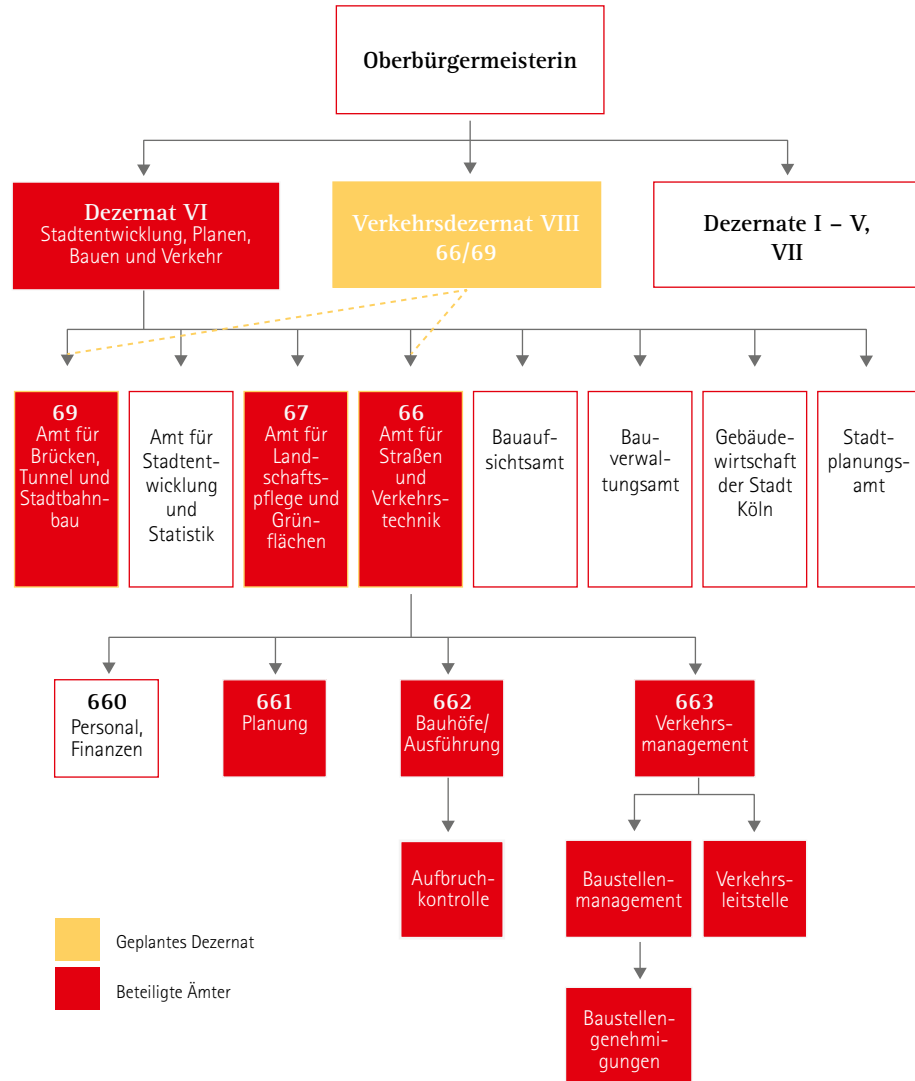 Oberbürgermeisterin
Dezernat VI
Stadtentwicklung, Planen,
Bauen und Verkehr
Verkehrsdezernat VIII
66/69
Dezernate I – V,
VII
69
Amt für
Brücken,
Tunnel und
Stadtbahn-
bau
Amt für
Stadtent-
wicklung
und
Statistik
67
Amt für
Land-
schafts-
pflege und
Grün-
flächen
66
Amt für
Straßen
und
Verkehrs-
technik
Bauauf-
sichtsamt
Bau-
verwal-
tungsamt
Gebäude-
wirtschaft
der Stadt
Köln
Stadt-
planungs-
amt
660
Personal,
Finanzen
661
Planung
662
Bauhöfe/
Ausführung
663
Verkehrs-
management
Aufbruch-
kontrolle
Baustellen-
management
Verkehrs-
leitstelle
Geplantes Dezernat
Beteiligte Ämter
Baustellen-
genehmi-
gungen